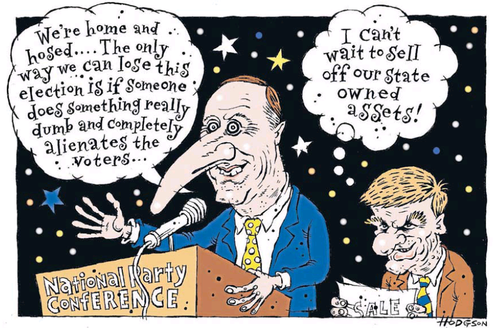 We're home and
hosed.... The only
way we can lose this
election is if someone
does something really
dumb and completely
alienates the
voters...
I can't
wait to sell
off our state
owned
assets!
National Party
CONFERENCE
SALE
HODGSON